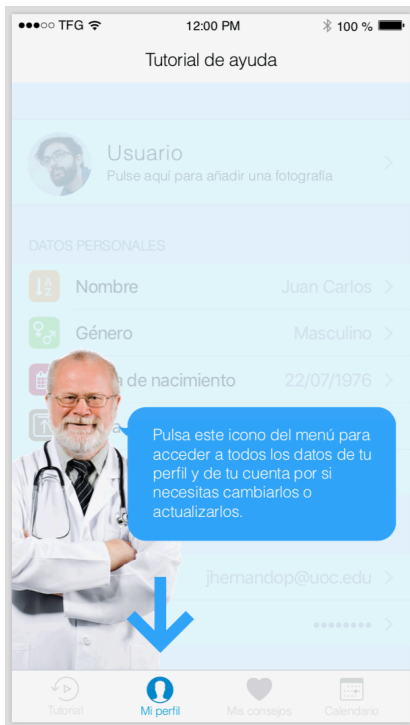 TFG 12:00 PM 100 %
Tutorial de ayuda
Usuario
Pulse aquí para añadir una fotografía
DATOS PERSONALES
Nombre Juan Carlos
Género Masculino
de nacimiento 22/07/1976
Pulsa este icono del menú para
acceder a todos los datos de tu
perfil y de tu cuenta por si
necesitas cambiarlos o
actualizarlos.
jhernandop@uoc.edu
Tutorial Mi perfil Mis consejos Calendario